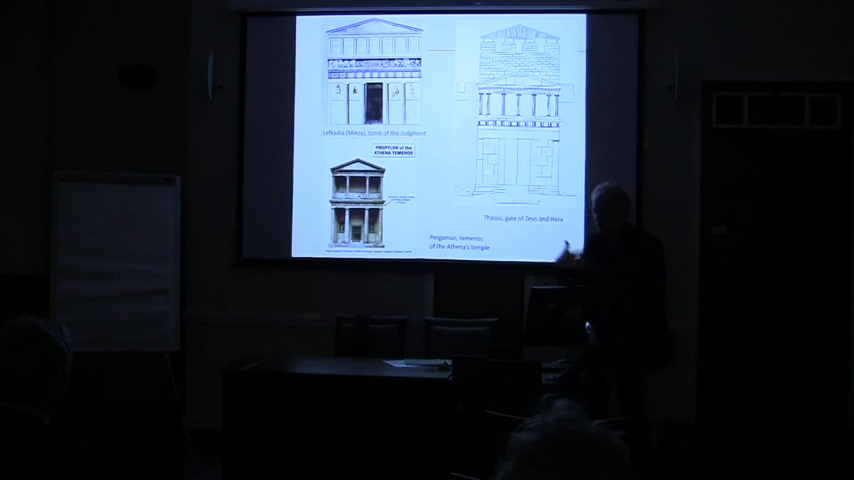 Lefkadia (Mieza), tomb of the Judgment
PROPYLON of the
ATHENA TEMENOS
Thasos, gate of Zeus and Hera
Pergamon, temenos
of the Athena's temple